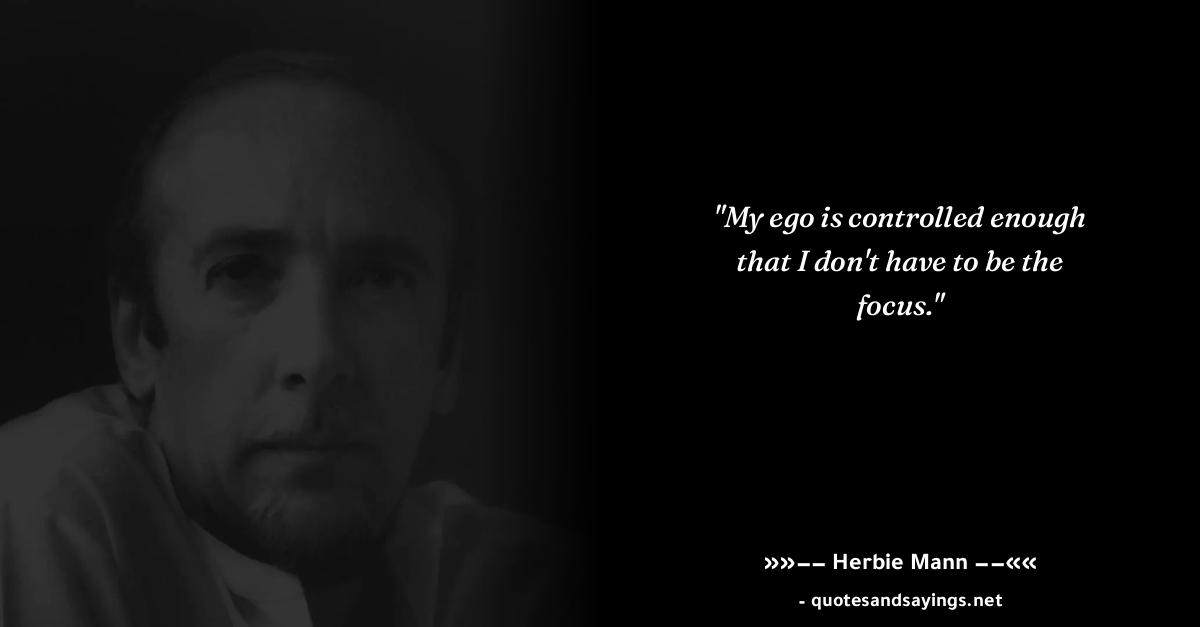 "My ego is controlled enough
that I don't have to be the
focus."
»»−− Herbie Mann −−««
- quotesandsayings.net